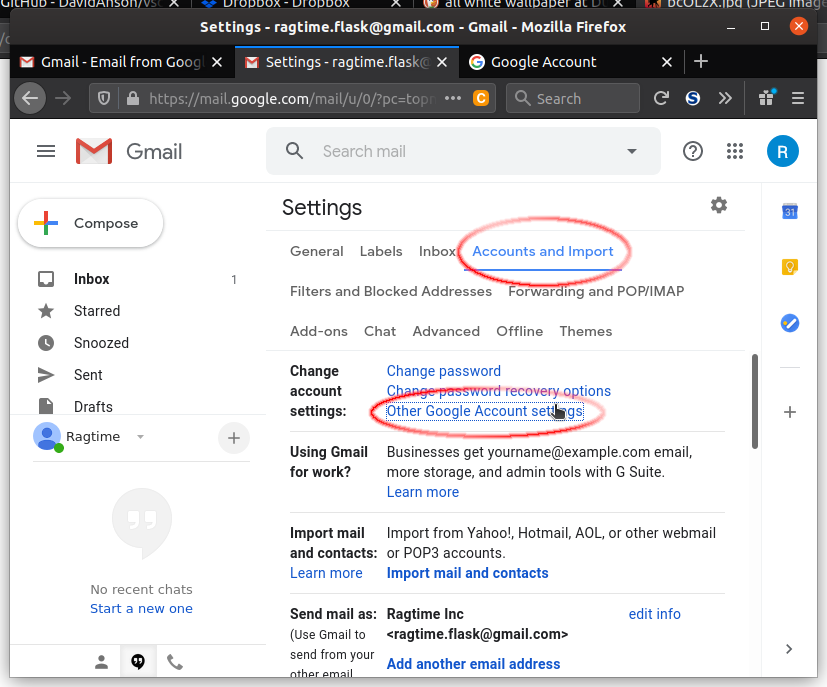 GitHub - DavidAnson/vsc
Dropbox - Dropbox
all white wallpaper at D
bcOLzX.jpg (JPEG Image
Settings - ragtime.flask@gmail.com - Gmail - Mozilla Firefox
Gmail - Email from Goog
Settings - ragtime.flask@
Google Account
https://mail.google.com/mail/u/0/?pc=topn
Search
Gmail
Search mail
R
Compose
Settings
General Labels Inbox Accounts and Import
Filters and Blocked Addresses Forwarding and POP/IMAP
Add-ons Chat Advanced Offline Themes
Inbox 1
Starred
Snoozed
Sent
Drafts
Ragtime
No recent chats
Start a new one
Change account settings:
Change password
Change password recovery options
Other Google Account settings
Using Gmail for work?
Businesses get yourname@example.com email,
more storage, and admin tools with G Suite.
Learn more
Import mail and contacts:
Learn more
Import from Yahoo!, Hotmail, AOL, or other webmail
or POP3 accounts.
Import mail and contacts
Send mail as:
(Use Gmail to
send from your
other email
Ragtime Inc
<ragtime.flask@gmail.com>
edit info
Add another email address
31